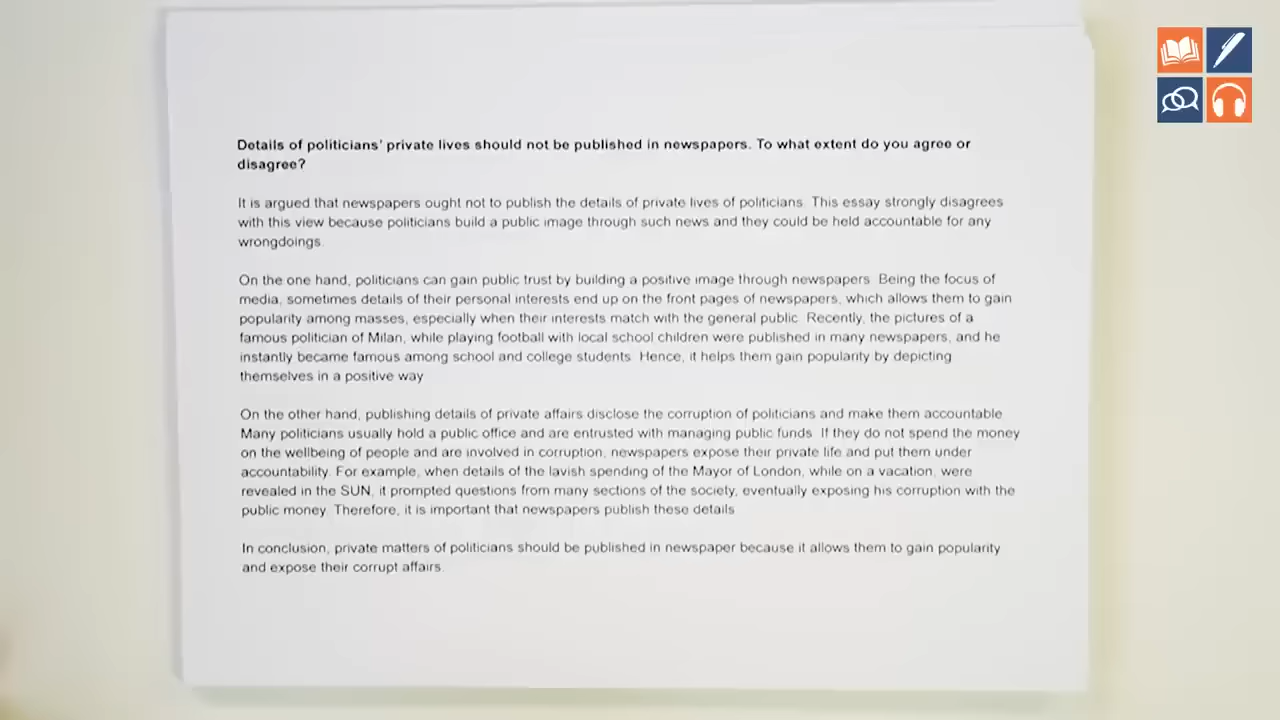 Details of politicians' private lives should not be published in newspapers. To what extent do you agree or
disagree?
It is argued that newspapers ought not to publish the details of private lives of politicians. This essay strongly disagrees
with this view because politicians build a public image through such news and they could be held accountable for any
wrongdoings.
On the one hand, politicians can gain public trust by building a positive image through newspapers. Being the focus of
media, sometimes details of their personal interests end up on the front pages of newspapers, which allows them to gain
popularity among masses, especially when their interests match with the general public. Recently, the pictures of a
famous politician of Milan, while playing football with local school children were published in many newspapers, and he
instantly became famous among school and college students. Hence, it helps them gain popularity by depicting
themselves in a positive way
On the other hand, publishing details of private affairs disclose the corruption of politicians and make them accountable
Many politicians usually hold a public office and are entrusted with managing public funds. If they do not spend the money
on the wellbeing of people and are involved in corruption, newspapers expose their private life and put them under
accountability. For example, when details of the lavish spending of the Mayor of London, while on a vacation, were
revealed in the SUN, it prompted questions from many sections of the society, eventually exposing his corruption with the
public money. Therefore, it is important that newspapers publish these details
In conclusion, private matters of politicians should be published in newspaper because it allows them to gain popularity
and expose their corrupt affairs.